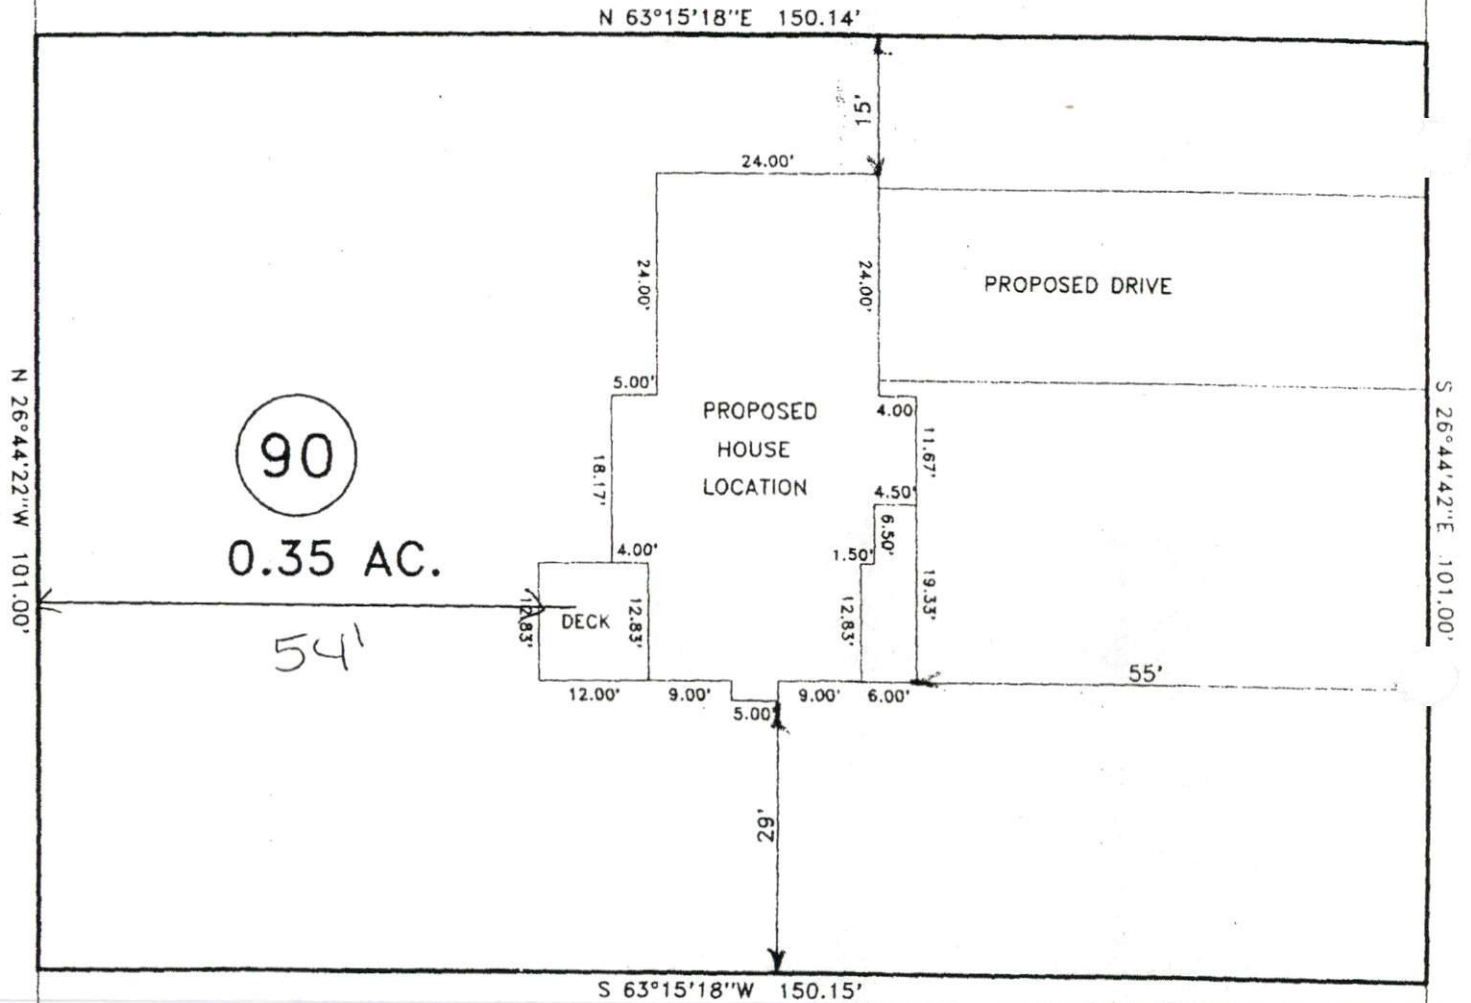 N 63°15'18"E 150.14'
15'
24.00'
24.00'
24.00'
PROPOSED DRIVE
5.00'
4.00
PROPOSED
HOUSE
LOCATION
N 26°44'22"W 101.00'
S 26°44'42"E 101.00'
90
0.35 AC.
18.17'
11.67'
4.50'
6.50'
4.00'
1.50'
12.83'
DECK
12.83'
12.83'
19.33'
54'
55'
12.00'
9.00'
5.00'
9.00'
6.00'
29'
S 63°15'18"W 150.15'